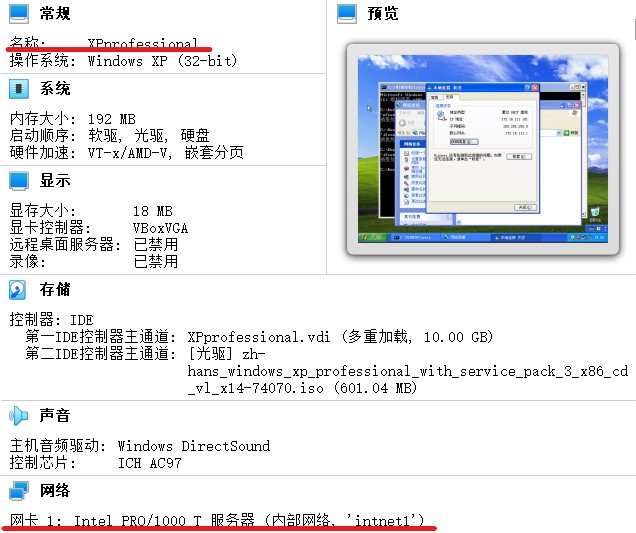 常规
名称: XPprofessional
操作系统: Windows XP (32-bit)
系统
内存大小: 192 MB
启动顺序: 软驱, 光驱, 硬盘
硬件加速: VT-x/AMD-V, 嵌套分页
显示
显存大小: 18 MB
显卡控制器: VBoxVGA
远程桌面服务器: 已禁用
录像: 已禁用
预览
存储
控制器: IDE
第一IDE控制器主通道: XPprofessional.vdi (多重加载, 10.00 GB)
第二IDE控制器主通道: [光驱] zh-
hans_windows_xp_professional_with_service_pack_3_x86_cd
_vl_x14-74070.iso (601.04 MB)
声音
主机音频驱动: Windows DirectSound
控制芯片: ICH AC97
网络
网卡 1: Intel PRO/1000 T 服务器 (内部网络, 'intnet1')